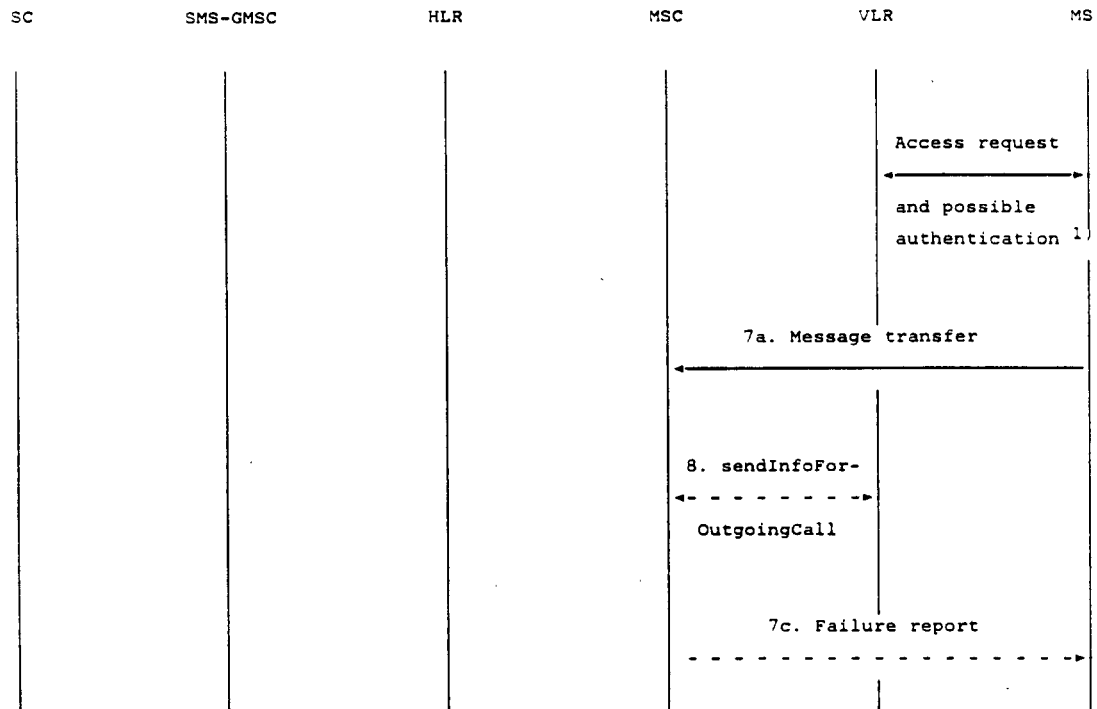 SC SMS-GMSC HLR MSC VLR MS
Access request
and possible
authentication 1)
7a. Message transfer
8. sendInfoFor-
OutgoingCall
7c. Failure report